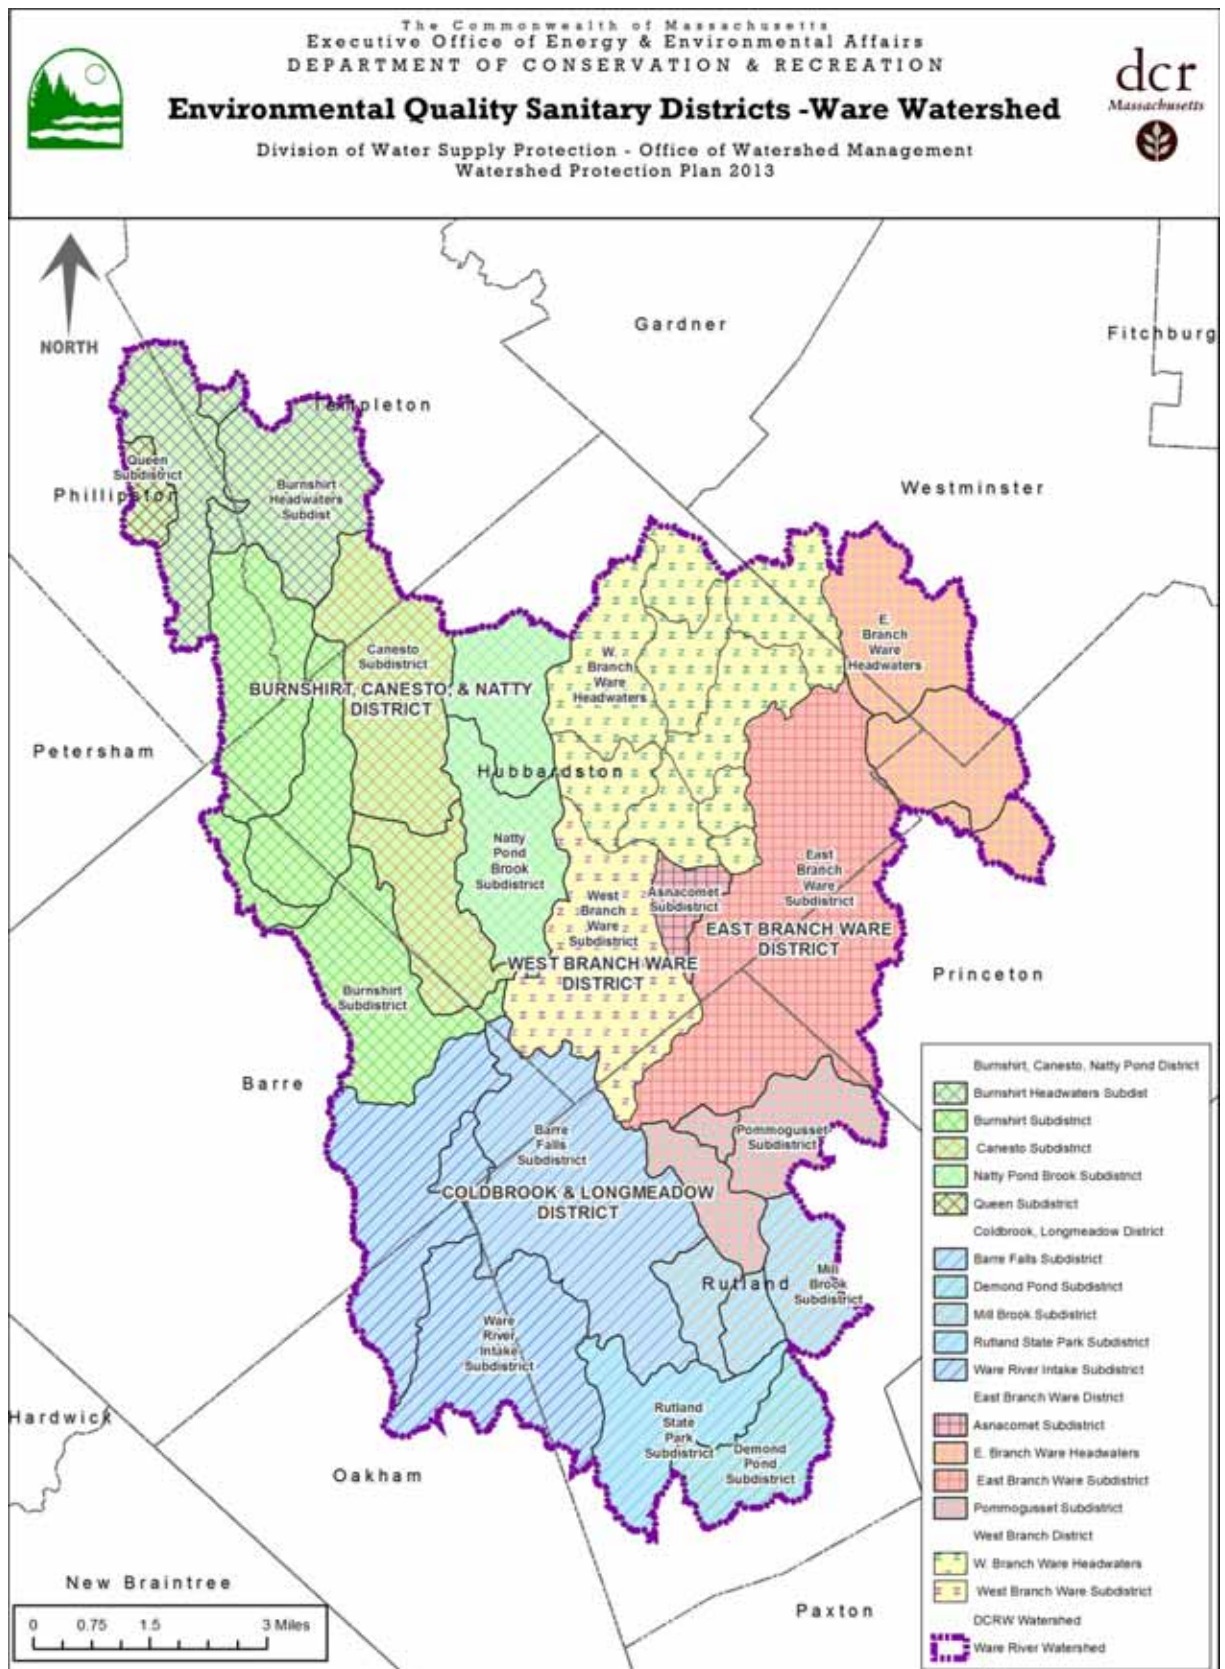 The Commonwealth of Massachusetts
Executive Office of Energy & Environmental Affairs
DEPARTMENT OF CONSERVATION & RECREATION
Environmental Quality Sanitary Districts -Ware Watershed
Division of Water Supply Protection - Office of Watershed Management
Watershed Protection Plan 2013
dcr
Massachusetts
NORTH
Gardner
Fitchburg
Templeton
Queen
Subdistrict
Phillipston
Burnshirt
Headwaters
Subdist
Westminster
E.
Branch
Ware
Headwaters
Canesto
Subdistrict
W.
Branch
Ware
Headwaters
BURNSHIRT, CANESTO, & NATTY
DISTRICT
Petersham
Hubbardston
Natty
Pond
Brook
Subdistrict
East
Branch
Ware
Subdistrict
Asnacomet
Subdistrict
West
Branch
Ware
Subdistrict
EAST BRANCH WARE
DISTRICT
WEST BRANCH WARE
DISTRICT
Princeton
Burnshirt
Subdistrict
Barre
Barre
Falls
Subdistrict
Pommogusset
Subdistrict
COLDBROOK & LONGMEADOW
DISTRICT
Rutland
Mill
Brook
Subdistrict
Ware
River
Intake
Subdistrict
Rutland
State
Park
Subdistrict
Demond
Pond
Subdistrict
Hardwick
Oakham
New Braintree
Paxton
0 0.75 1.5 3 Miles
Burnshirt, Canesto, Natty Pond District
Burnshirt Headwaters Subdist
Burnshirt Subdistrict
Canesto Subdistrict
Natty Pond Brook Subdistrict
Queen Subdistrict
Coldbrook, Longmeadow District
Barre Falls Subdistrict
Demond Pond Subdistrict
Mill Brook Subdistrict
Rutland State Park Subdistrict
Ware River Intake Subdistrict
East Branch Ware District
Asnacomet Subdistrict
E. Branch Ware Headwaters
East Branch Ware Subdistrict
Pommogusset Subdistrict
West Branch District
W. Branch Ware Headwaters
West Branch Ware Subdistrict
DCRW Watershed
Ware River Watershed